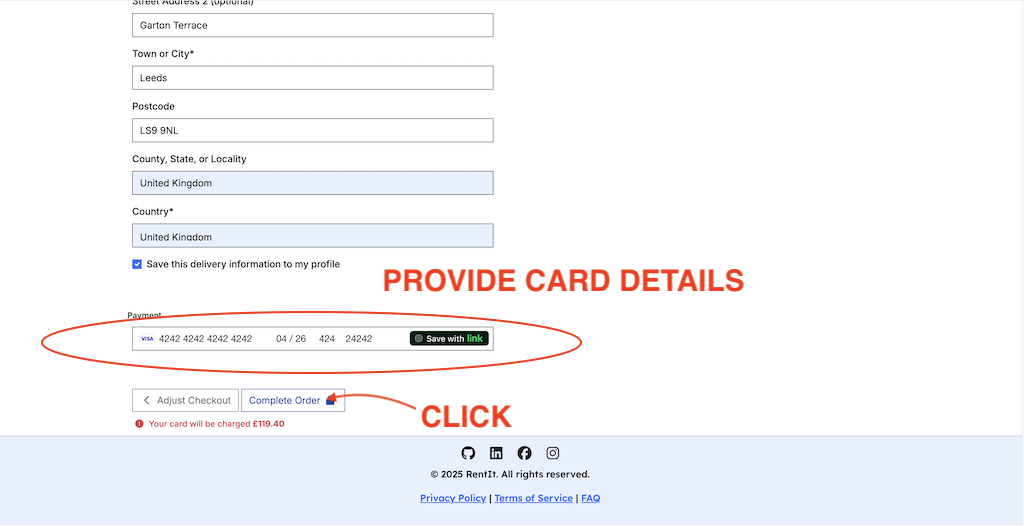 Street Address 2 (optional)
Garton Terrace
Town or City*
Leeds
Postcode
LS9 9NL
County, State, or Locality
United Kingdom
Country*
United Kingdom
Save this delivery information to my profile
PROVIDE CARD DETAILS
Payment
VISA 4242 4242 4242 4242 04 / 26 424 24242 Save with link
Adjust Checkout Complete Order
CLICK
Your card will be charged £119.40
© 2025 RentIt. All rights reserved.
Privacy Policy | Terms of Service | FAQ